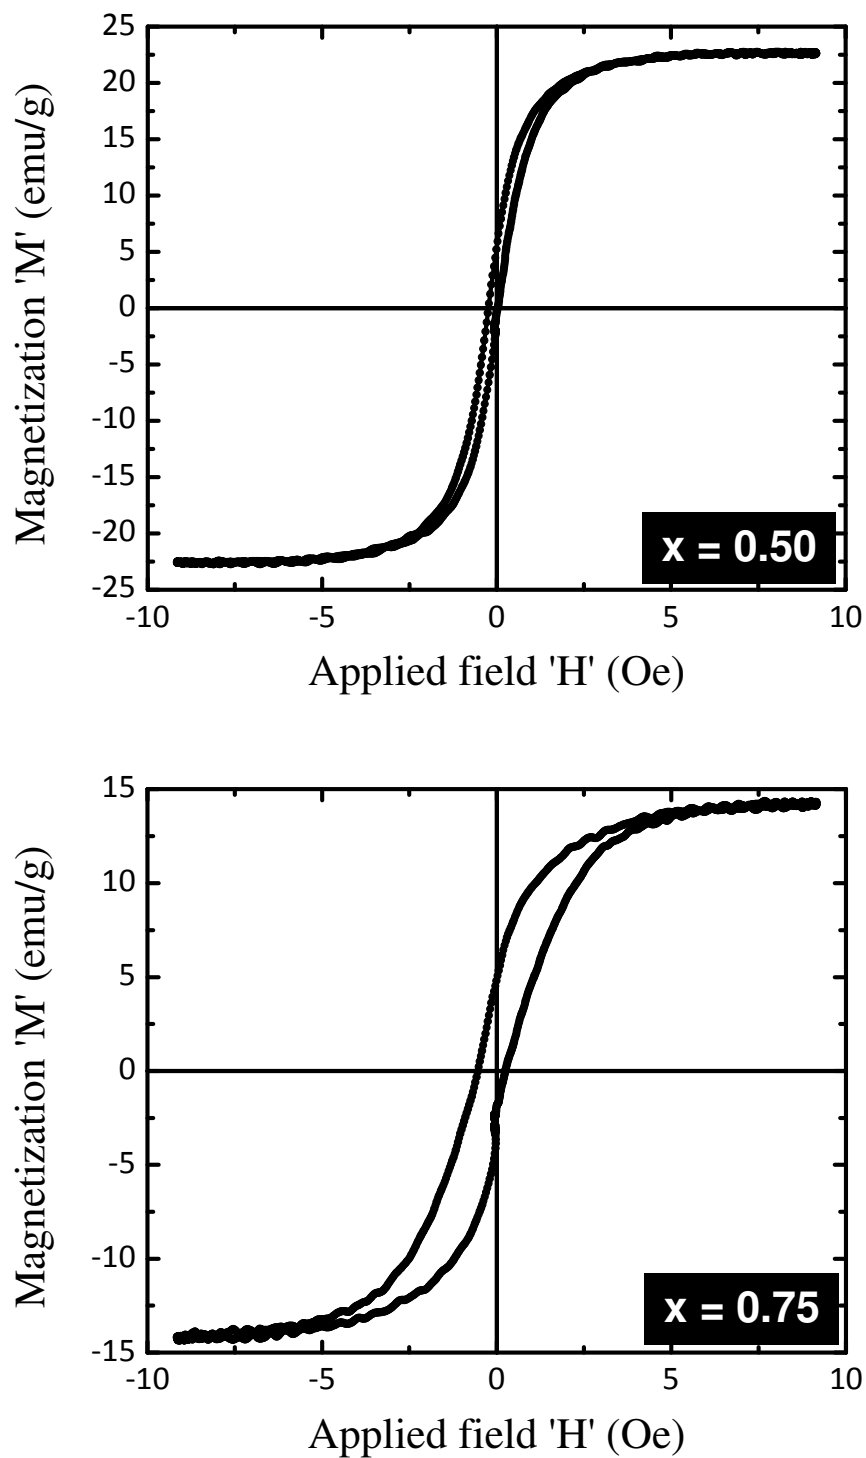 Magnetization 'M' (emu/g)
25
20
15
10
5
0
-5
-10
-15
-20
-25
x = 0.50
-10 -5 0 5 10
Applied field 'H' (Oe)
Magnetization 'M' (emu/g)
15
10
5
0
-5
-10
-15
x = 0.75
-10 -5 0 5 10
Applied field 'H' (Oe)